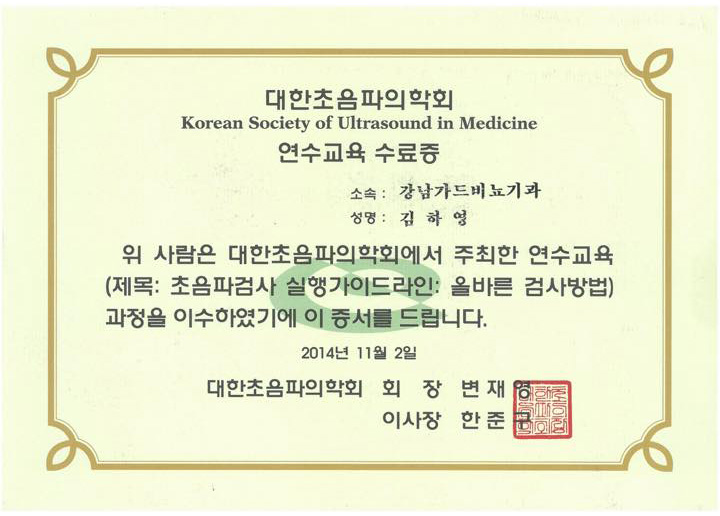 대한초음파의학회
Korean Society of Ultrasound in Medicine
연수교육 수료증
소속 : 강남가드비뇨기과
성명 : 김하영
위 사람은 대한초음파의학회에서 주최한 연수교육
(제목: 초음파검사 실행가이드라인: 올바른 검사방법)
과정을 이수하였기에 이 증서를 드립니다.
2014년 11월 2일
대한초음파의학회 회 장 변재영
이사장 한준구